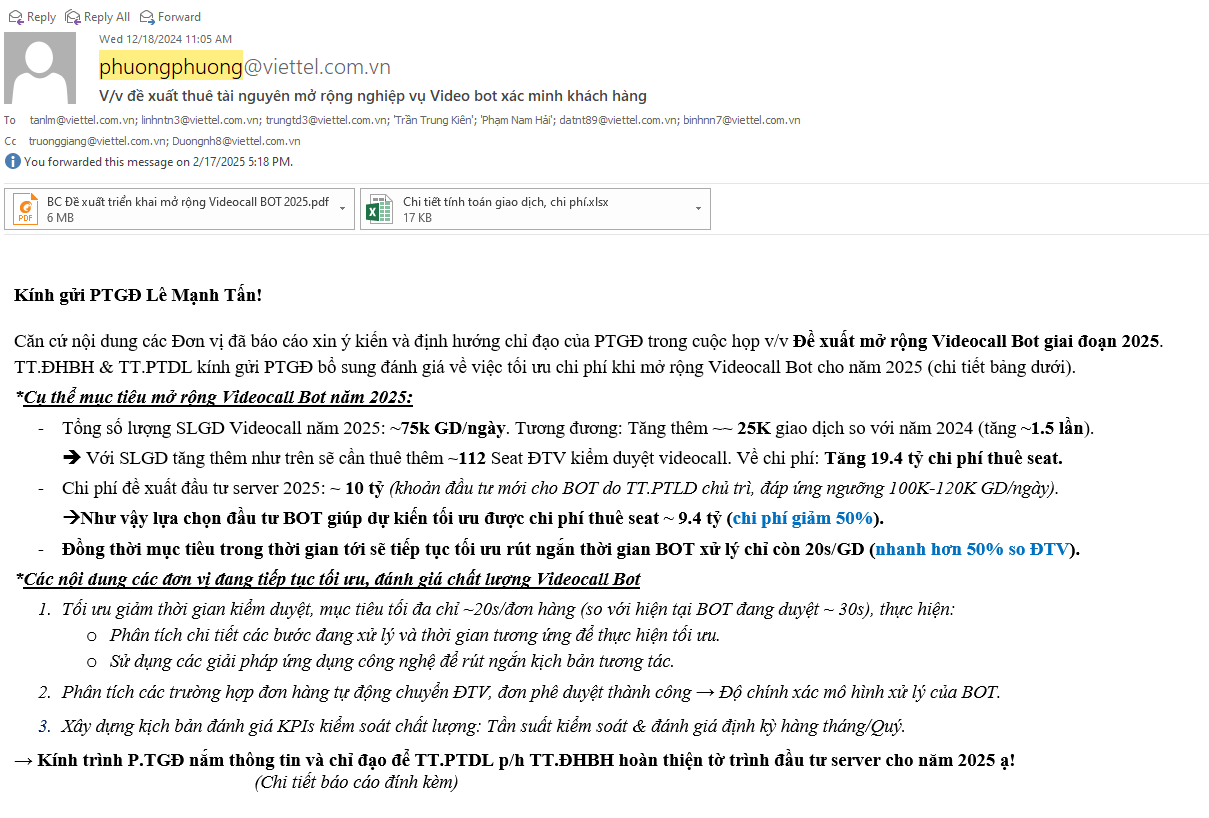 Reply Reply All Forward
Wed 12/18/2024 11:05 AM
phuongphuong@viettel.com.vn
V/v đề xuất thuê tài nguyên mở rộng nghiệp vụ Video bot xác minh khách hàng
To tanlm@viettel.com.vn; linhntn3@viettel.com.vn; trungtd3@viettel.com.vn; 'Trần Trung Kiên'; 'Phạm Nam Hải'; datnt89@viettel.com.vn; binhnn7@viettel.com.vn
Cc truonggiang@viettel.com.vn; Duongnh8@viettel.com.vn
You forwarded this message on 2/17/2025 5:18 PM.
BC Đề xuất triển khai mở rộng Videocall BOT 2025.pdf
6 MB
Chi tiết tính toán giao dịch, chi phí.xlsx
17 KB
Kính gửi PTGĐ Lê Mạnh Tấn!
Căn cứ nội dung các Đơn vị đã báo cáo xin ý kiến và định hướng chỉ đạo của PTGĐ trong cuộc họp v/v Đề xuất mở rộng Videocall Bot giai đoạn 2025.
TT.ĐHBH & TT.PTDL kính gửi PTGĐ bổ sung đánh giá về việc tối ưu chi phí khi mở rộng Videocall Bot cho năm 2025 (chi tiết bảng dưới).
*Cụ thể mục tiêu mở rộng Videocall Bot năm 2025:
- Tổng số lượng SLGD Videocall năm 2025: ~75k GD/ngày. Tương đương: Tăng thêm ~~ 25K giao dịch so với năm 2024 (tăng ~1.5 lần).
➔ Với SLGD tăng thêm như trên sẽ cần thuê thêm ~112 Seat ĐTV kiểm duyệt videocall. Về chi phí: Tăng 19.4 tỷ chi phí thuê seat.
- Chi phí đề xuất đầu tư server 2025: ~ 10 tỷ (khoản đầu tư mới cho BOT do TT.PTLD chủ trì, đáp ứng ngưỡng 100K-120K GD/ngày).
➔Như vậy lựa chọn đầu tư BOT giúp dự kiến tối ưu được chi phí thuê seat ~ 9.4 tỷ (chi phí giảm 50%).
- Đồng thời mục tiêu trong thời gian tới sẽ tiếp tục tối ưu rút ngắn thời gian BOT xử lý chỉ còn 20s/GD (nhanh hơn 50% so ĐTV).
*Các nội dung các đơn vị đang tiếp tục tối ưu, đánh giá chất lượng Videocall Bot
1. Tối ưu giảm thời gian kiểm duyệt, mục tiêu tối đa chỉ ~20s/đơn hàng (so với hiện tại BOT đang duyệt ~ 30s), thực hiện:
o Phân tích chi tiết các bước đang xử lý và thời gian tương ứng để thực hiện tối ưu.
o Sử dụng các giải pháp ứng dụng công nghệ để rút ngắn kịch bản tương tác.
2. Phân tích các trường hợp đơn hàng tự động chuyển ĐTV, đơn phê duyệt thành công → Độ chính xác mô hình xử lý của BOT.
3. Xây dựng kịch bản đánh giá KPIs kiểm soát chất lượng: Tần suất kiểm soát & đánh giá định kỳ hàng tháng/Quý.
→ Kính trình P.TGĐ nắm thông tin và chỉ đạo để TT.PTDL p/h TT.ĐHBH hoàn thiện tờ trình đầu tư server cho năm 2025 ạ!
(Chi tiết báo cáo đính kèm)